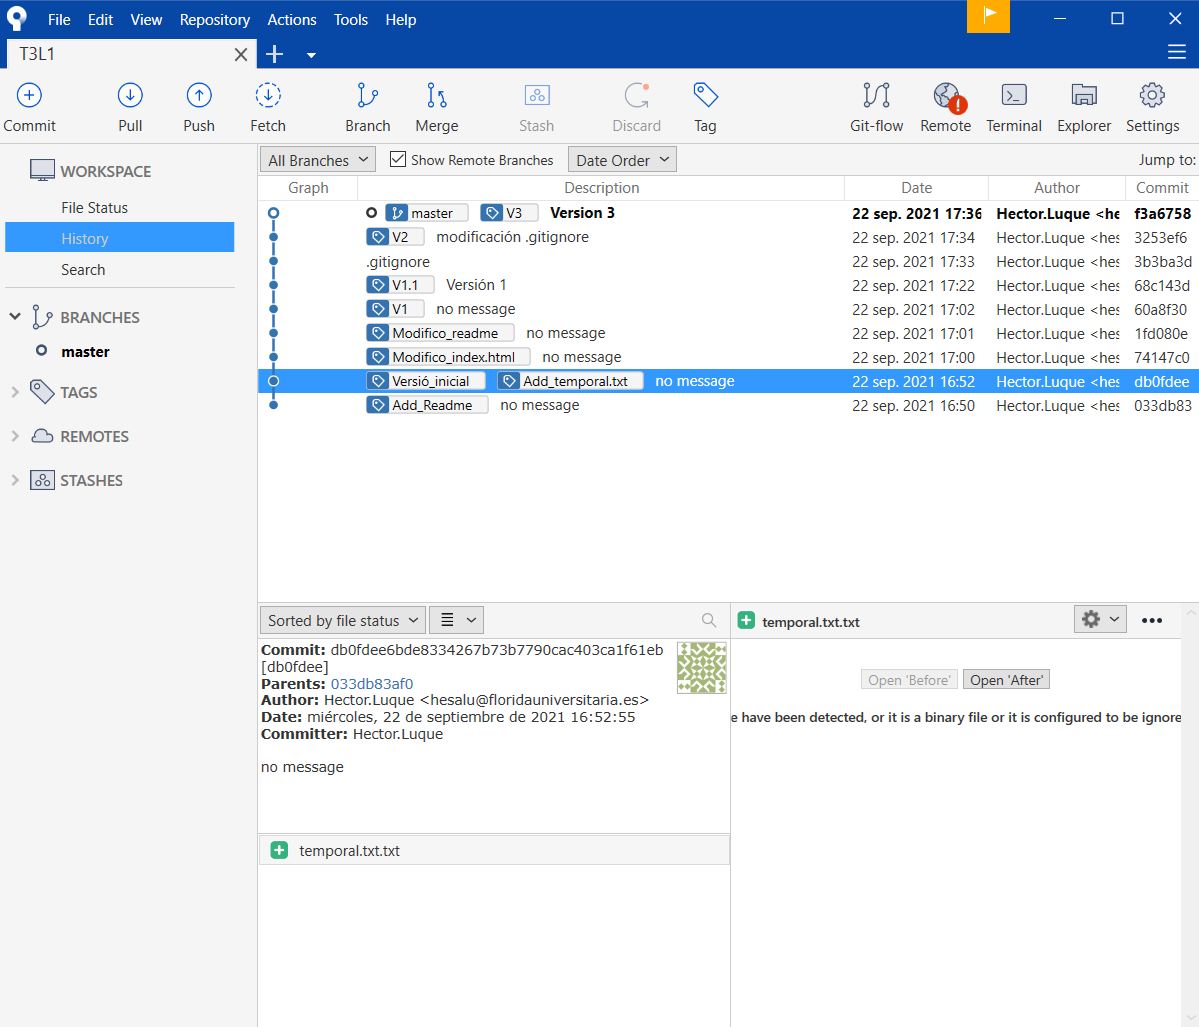 File Edit View Repository Actions Tools Help
T3L1
Commit Pull Push Fetch Branch Merge Stash Discard Tag Git-flow Remote Terminal Explorer Settings
WORKSPACE
File Status
History
Search
BRANCHES
master
TAGS
REMOTES
STASHES
All Branches Show Remote Branches Date Order Jump to:
Graph Description Date Author Commit
master V3 Version 3 22 sep. 2021 17:36 Hector.Luque <he f3a6758
V2 modificación .gitignore 22 sep. 2021 17:34 Hector.Luque <hes 3253ef6
.gitignore 22 sep. 2021 17:33 Hector.Luque <hes 3b3ba3d
V1.1 Versión 1 22 sep. 2021 17:22 Hector.Luque <hes 68c143d
V1 no message 22 sep. 2021 17:02 Hector.Luque <hes 60a8f30
Modifico_readme no message 22 sep. 2021 17:01 Hector.Luque <hes 1fd080e
Modifico_index.html no message 22 sep. 2021 17:00 Hector.Luque <hes 74147c0
Versió_inicial Add_temporal.txt no message 22 sep. 2021 16:52 Hector.Luque <hes db0fdee
Add_Readme no message 22 sep. 2021 16:50 Hector.Luque <hes 033db83
Sorted by file status
Commit: db0fdee6bde8334267b73b7790cac403ca1f61eb
[db0fdee]
Parents: 033db83af0
Author: Hector.Luque <hesalu@floridauniversitaria.es>
Date: miércoles, 22 de septiembre de 2021 16:52:55
Committer: Hector.Luque
no message
temporal.txt.txt
temporal.txt.txt
Open 'Before' Open 'After'
e have been detected, or it is a binary file or it is configured to be ignore